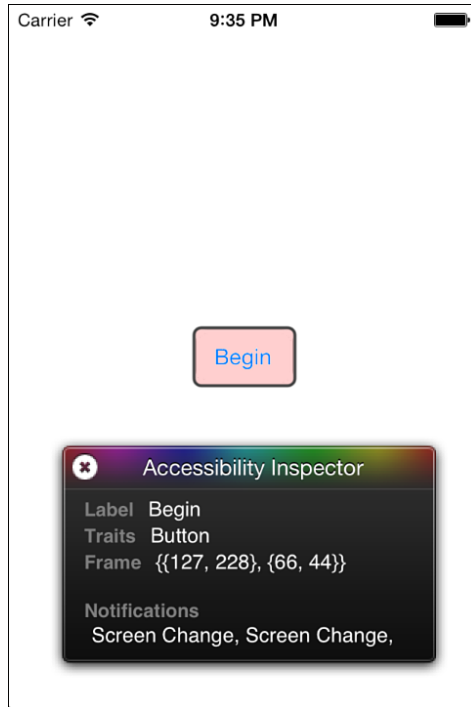 Carrier 9:35 PM
Begin
Accessibility Inspector
Label Begin
Traits Button
Frame {{127, 228}, {66, 44}}
Notifications
Screen Change, Screen Change,